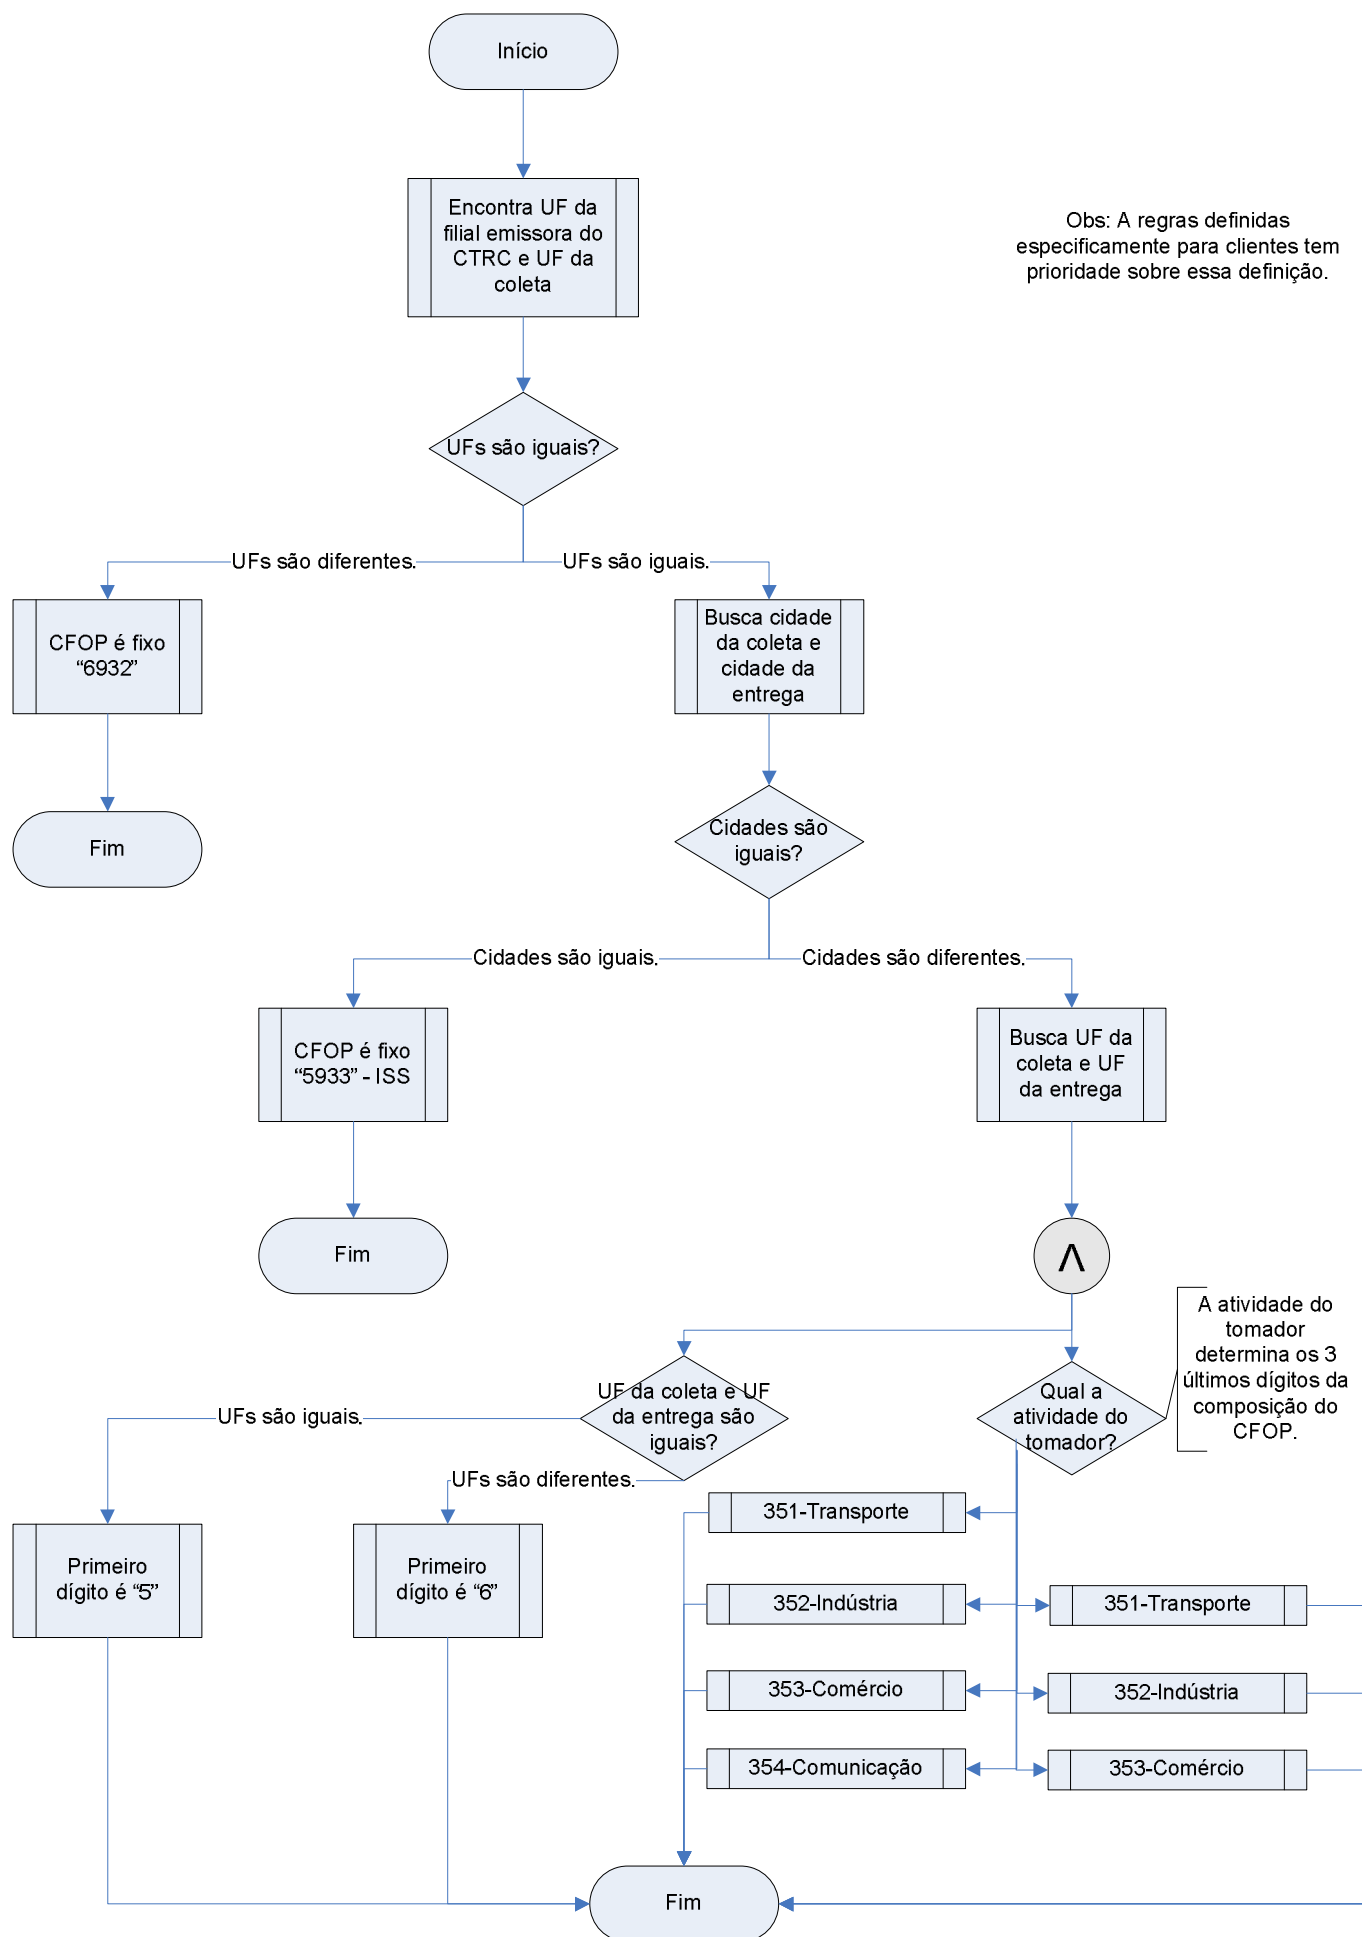 Início
Encontra UF da
filial emissora do
CTRC e UF da
coleta
Obs: A regras definidas
especificamente para clientes tem
prioridade sobre essa definição.
UFs são iguais?
UFs são diferentes.
UFs são iguais.
CFOP é fixo
“6932”
Busca cidade
da coleta e
cidade da
entrega
Fim
Cidades são
iguais?
Cidades são iguais.
Cidades são diferentes.
CFOP é fixo
“5933” - ISS
Busca UF da
coleta e UF
da entrega
Fim
Λ
A atividade do
tomador
determina os 3
últimos dígitos da
composição do
CFOP.
UF da coleta e UF
da entrega são
iguais?
Qual a
atividade do
tomador?
UFs são iguais.
UFs são diferentes.
Primeiro
dígito é “5”
Primeiro
dígito é “6”
351-Transporte
352-Indústria
353-Comércio
354-Comunicação
351-Transporte
352-Indústria
353-Comércio
Fim